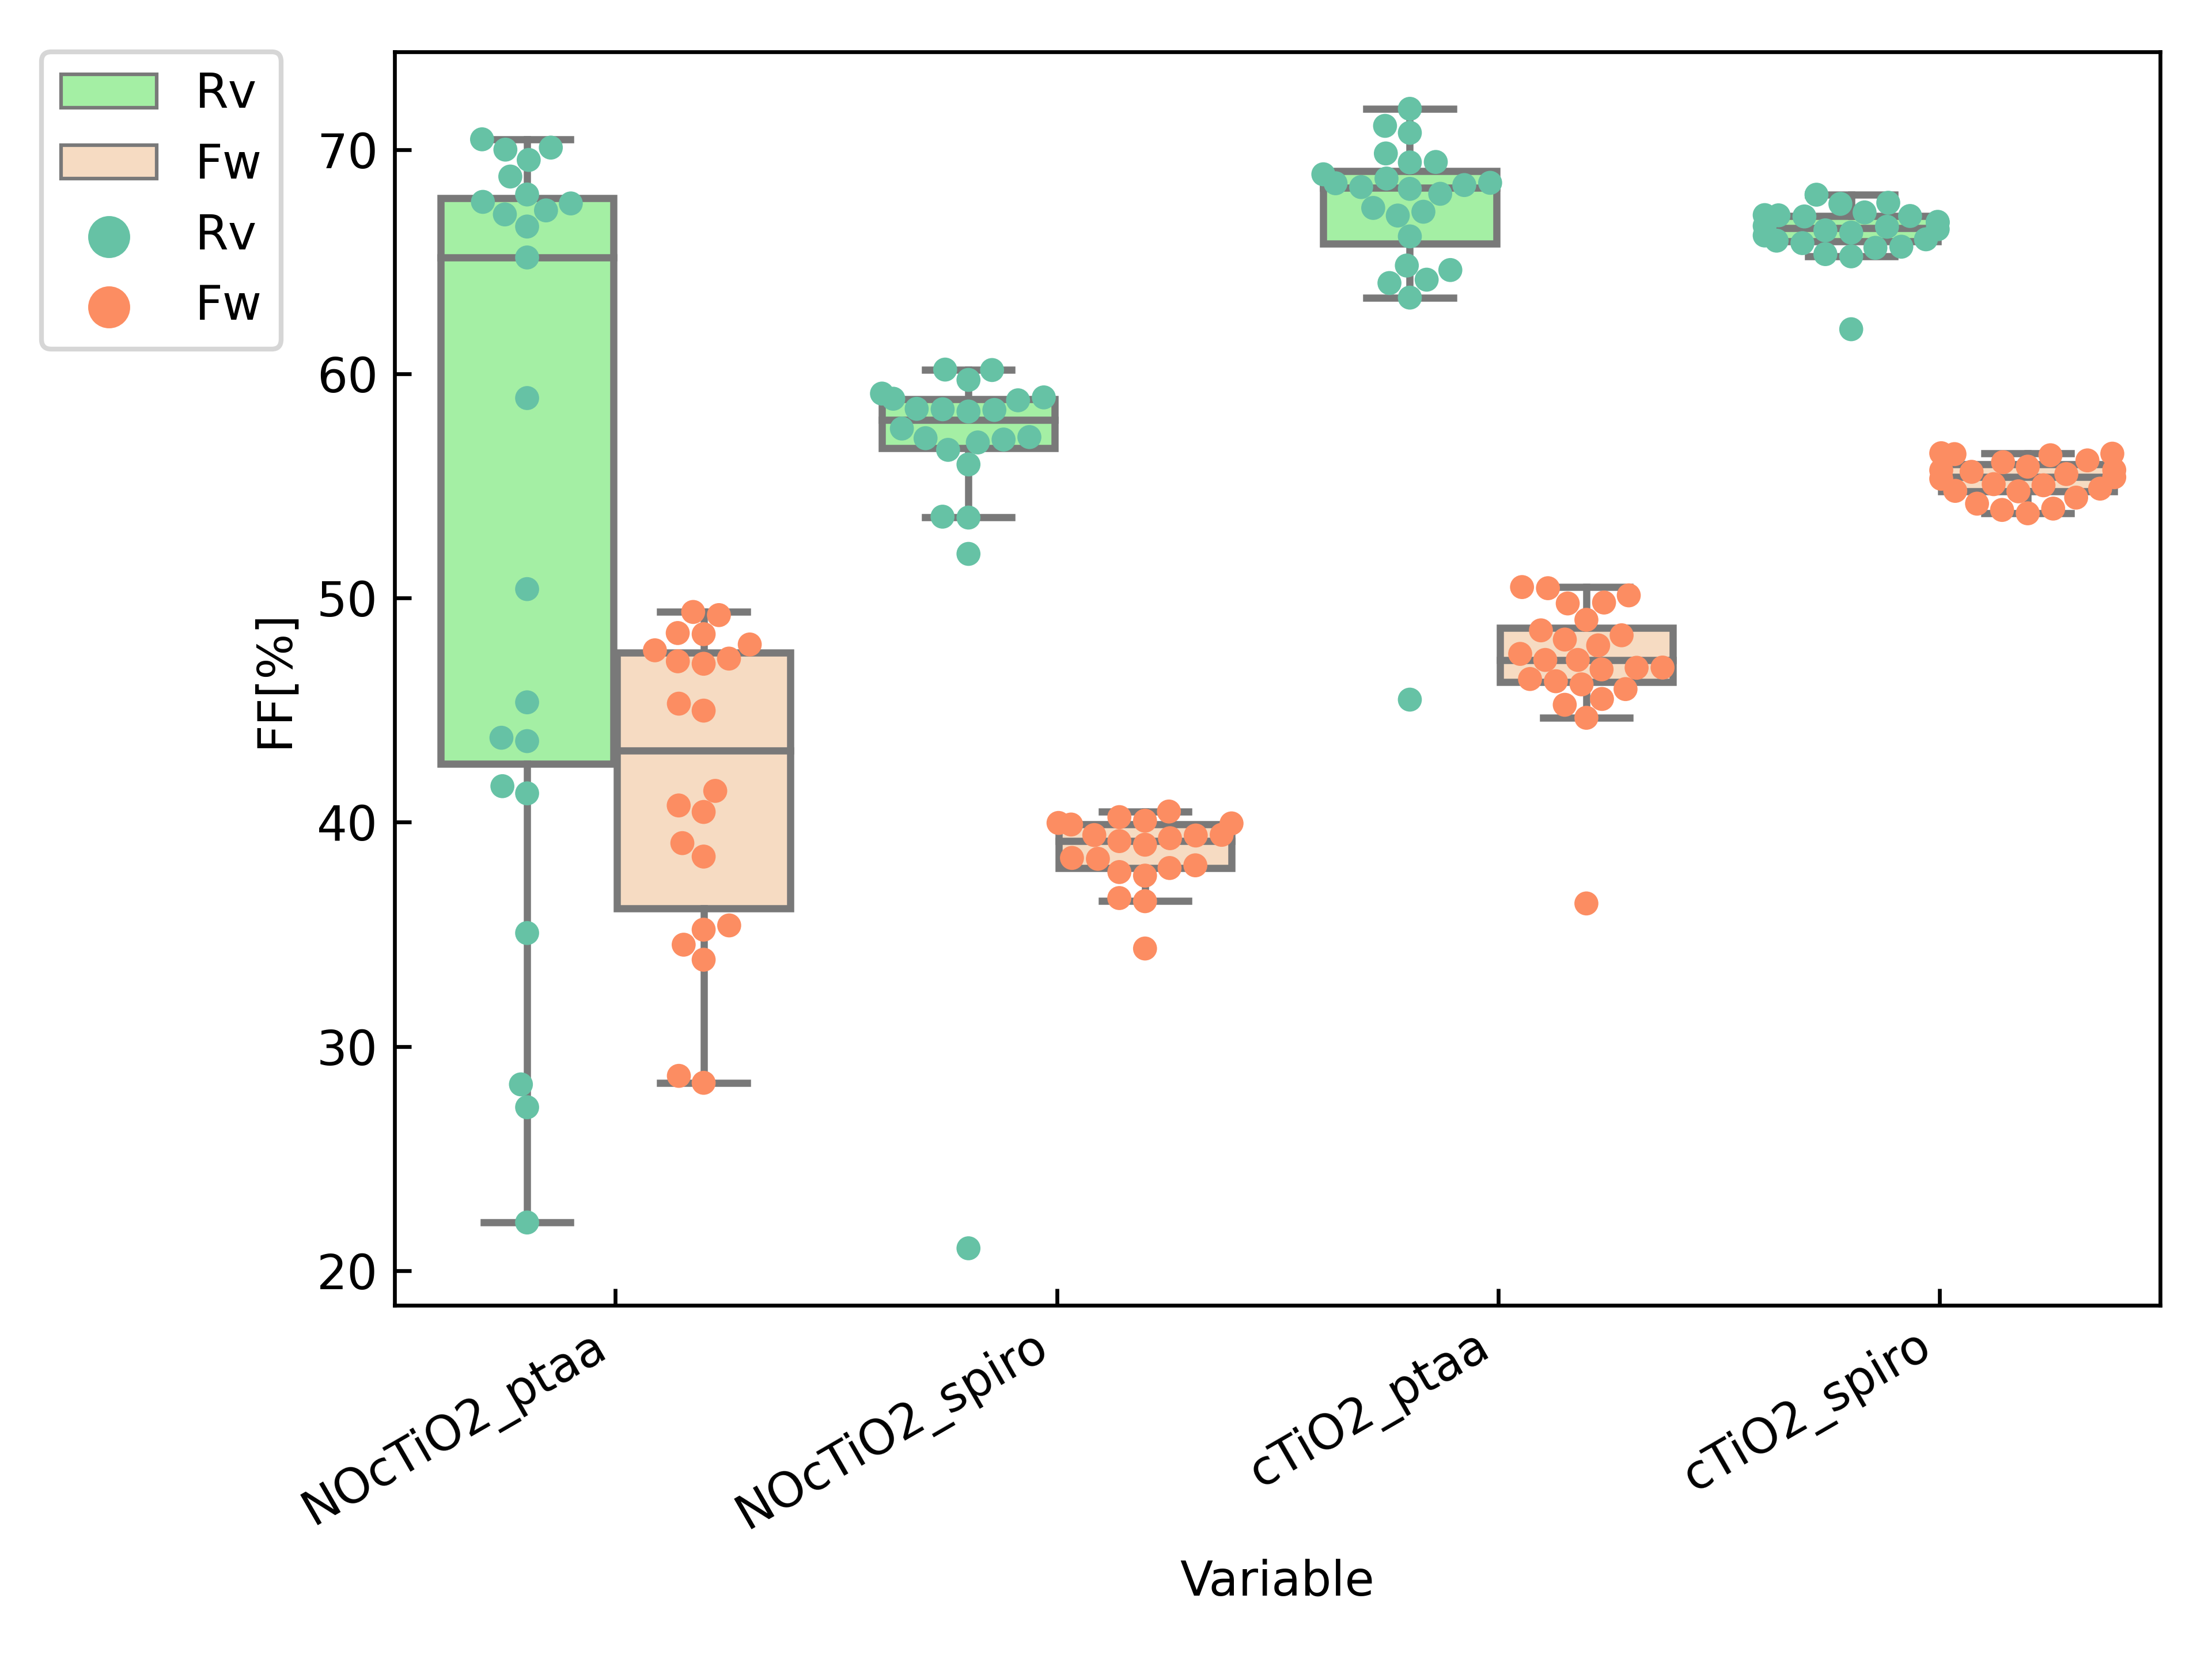 Rv
Fw
Rv
Fw
70
60
50
40
30
20
FF[%]
NOcTiO2_ptaa
NOcTiO2_spiro
cTiO2_ptaa
cTiO2_spiro
Variable